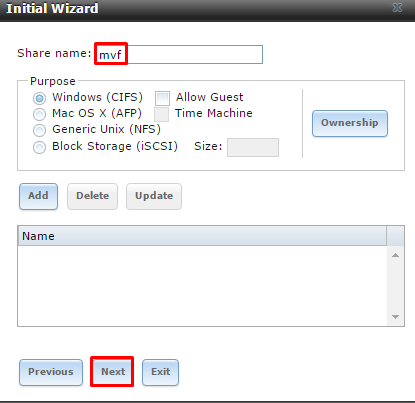 Initial Wizard
Share name: mvf
Purpose
Windows (CIFS) Allow Guest
Mac OS X (AFP) Time Machine
Generic Unix (NFS)
Block Storage (iSCSI) Size:
Ownership
Add Delete Update
Name
Previous Next Exit